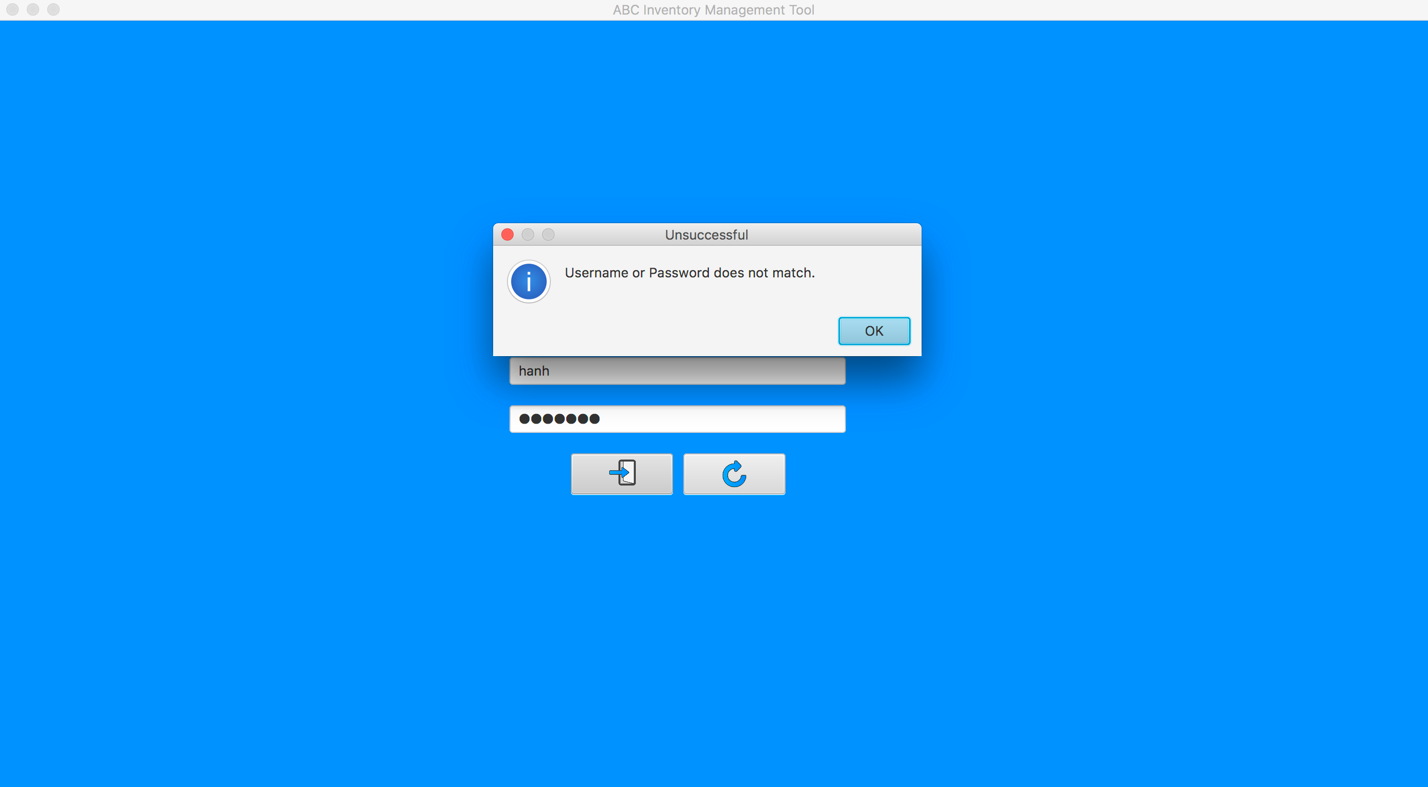 ABC Inventory Management Tool
Unsuccessful
i
Username or Password does not match.
OK
hanh
●●●●●●●